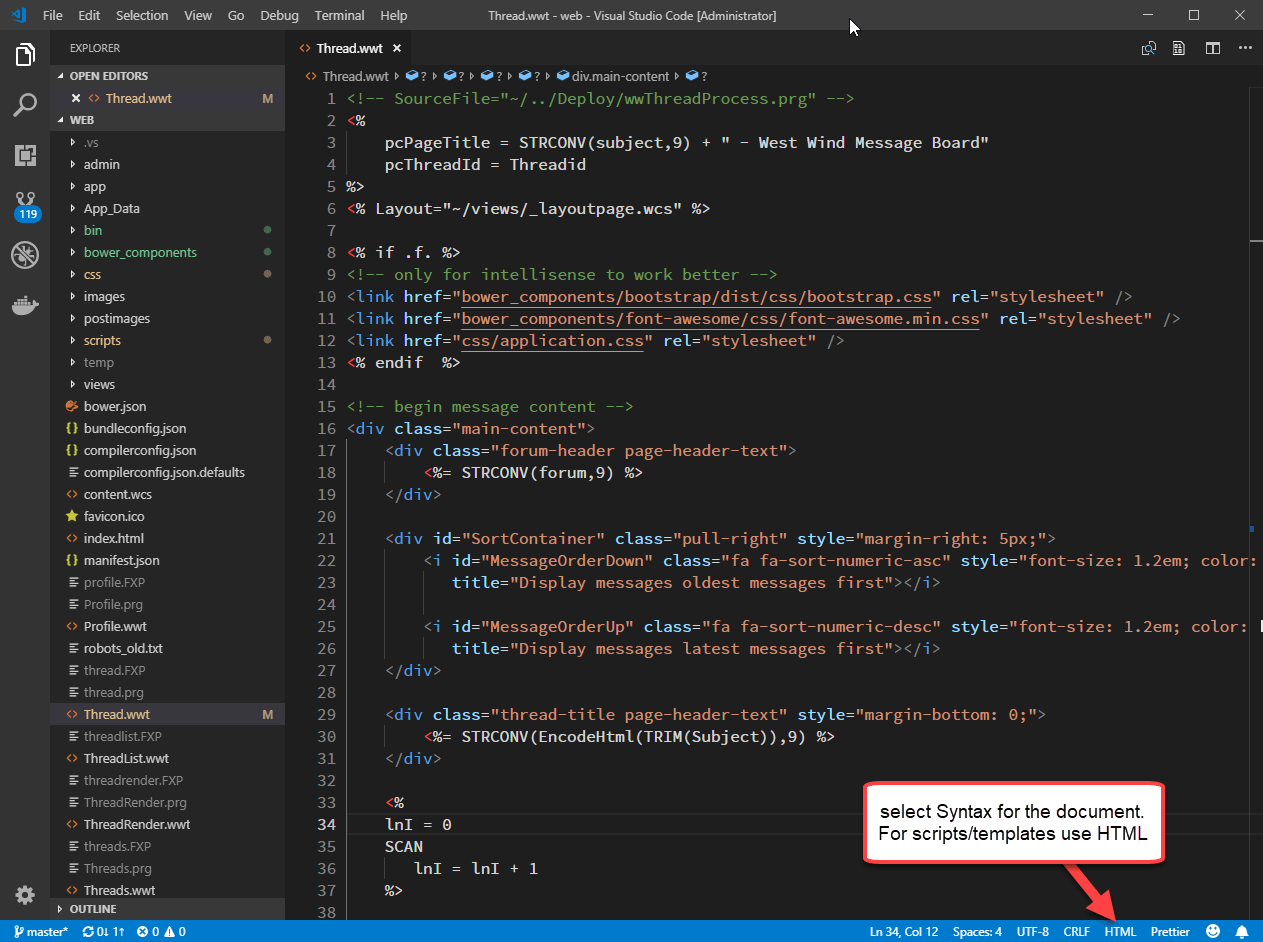 File Edit Selection View Go Debug Terminal Help
Thread.wwt - web - Visual Studio Code [Administrator]
EXPLORER
OPEN EDITORS
Thread.wwt M
WEB
.vs
admin
app
App_Data
bin
bower_components
css
images
postimages
scripts
temp
views
bower.json
bundleconfig.json
compilerconfig.json
compilerconfig.json.defaults
content.wcs
favicon.ico
index.html
manifest.json
profile.FXP
Profile.prg
Profile.wwt
robots_old.txt
thread.FXP
thread.prg
Thread.wwt M
threadlist.FXP
ThreadList.wwt
threadrender.FXP
ThreadRender.prg
ThreadRender.wwt
threads.FXP
Threads.prg
Threads.wwt
OUTLINE
119
Thread.wwt
Thread.wwt ? ? ? ? div.main-content ?
1 <!-- SourceFile="~/../Deploy/wwThreadProcess.prg" -->
2 <%
3 pcPageTitle = STRCONV(subject,9) + " - West Wind Message Board"
4 pcThreadId = Threadid
5 %>
6 <% Layout="~/views/_layoutpage.wcs" %>
7
8 <% if .f. %>
9 <!-- only for intellisense to work better -->
10 <link href="bower_components/bootstrap/dist/css/bootstrap.css" rel="stylesheet" />
11 <link href="bower_components/font-awesome/css/font-awesome.min.css" rel="stylesheet" />
12 <link href="css/application.css" rel="stylesheet" />
13 <% endif  %>
14
15 <!-- begin message content -->
16 <div class="main-content">
17 <div class="forum-header page-header-text">
18 <%= STRCONV(forum,9) %>
19 </div>
20
21 <div id="SortContainer" class="pull-right" style="margin-right: 5px;">
22 <i id="MessageOrderDown" class="fa fa-sort-numeric-asc" style="font-size: 1.2em; color:
23 title="Display messages oldest messages first"></i>
24
25 <i id="MessageOrderUp" class="fa fa-sort-numeric-desc" style="font-size: 1.2em; color:
26 title="Display messages latest messages first"></i>
27 </div>
28
29 <div class="thread-title page-header-text" style="margin-bottom: 0;">
30 <%= STRCONV(EncodeHtml(TRIM(Subject)),9) %>
31 </div>
32
33 <%
34 lnI = 0
35 SCAN
36 lnI = lnI + 1
37 %>
38
select Syntax for the document.
For scripts/templates use HTML
master* 0↓ 1↑ 0 0 Ln 34, Col 12 Spaces: 4 UTF-8 CRLF HTML Prettier